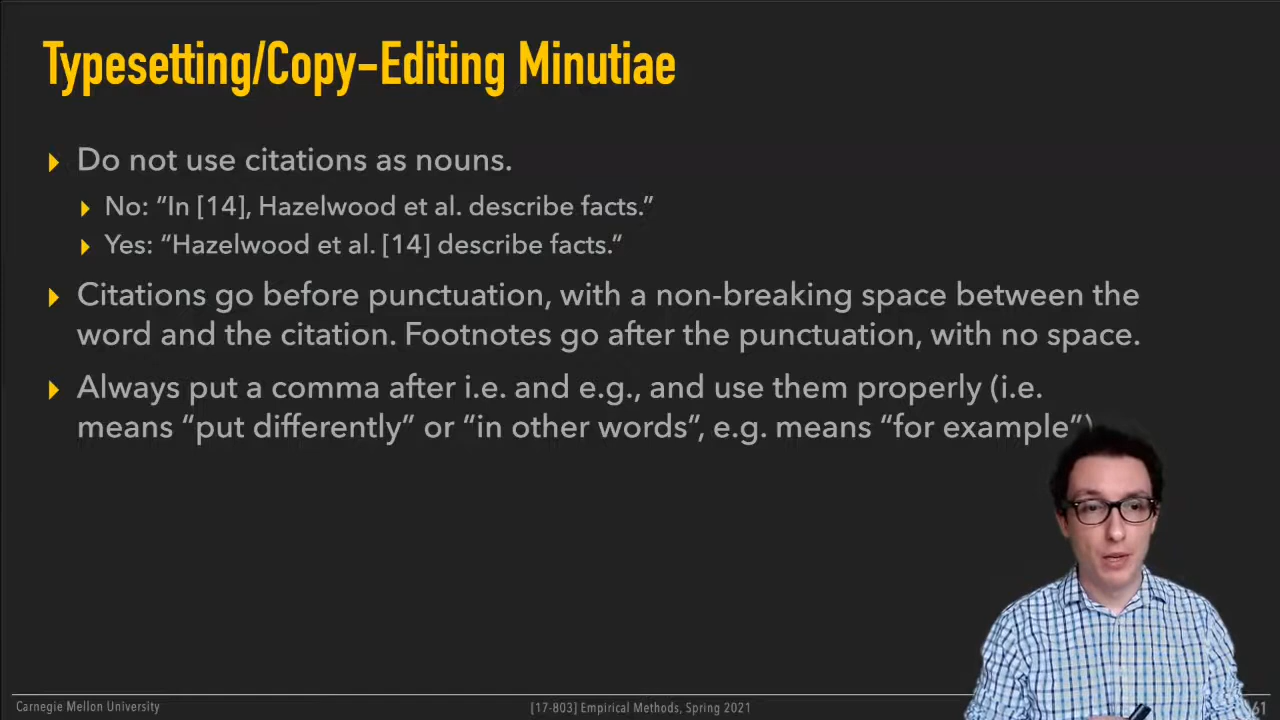 Typesetting/Copy-Editing Minutiae
Do not use citations as nouns.
No: “In [14], Hazelwood et al. describe facts.”
Yes: “Hazelwood et al. [14] describe facts.”
Citations go before punctuation, with a non-breaking space between the
word and the citation. Footnotes go after the punctuation, with no space.
Always put a comma after i.e. and e.g., and use them properly (i.e.
means “put differently” or “in other words”, e.g. means “for example”)
Carnegie Mellon University
[17-803] Empirical Methods, Spring 2021
61